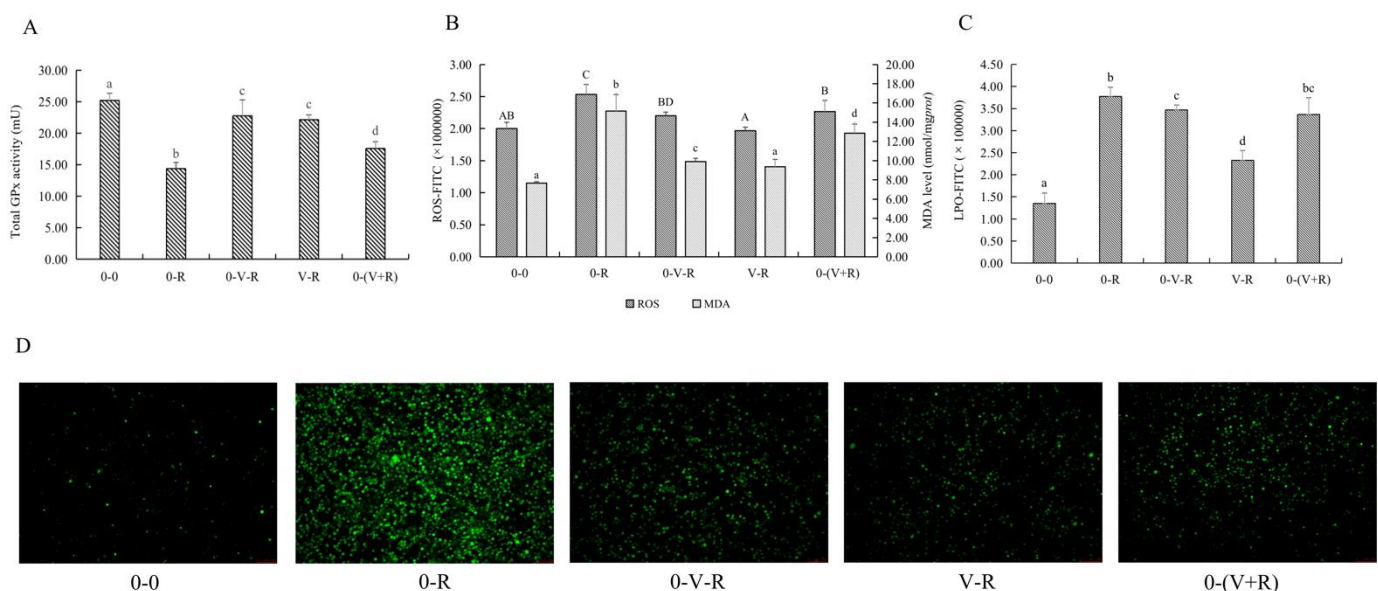 A
Total GPx activity (mU)
30.00
25.00
20.00
15.00
10.00
5.00
0.00
a
b
c
c
d
0-0 0-R 0-V-R V-R 0-(V+R)
B
ROS-FITC (×1000000)
3.00
2.50
2.00
1.50
1.00
0.50
0.00
AB
a
C
b
BD
c
A
a
B
d
20.00
18.00
16.00
14.00
12.00
10.00
8.00
6.00
4.00
2.00
0.00
MDA level (nmol/mgprot)
0-0 0-R 0-V-R V-R 0-(V+R)
ROS MDA
C
LPO-FITC (×100000)
4.50
4.00
3.50
3.00
2.50
2.00
1.50
1.00
0.50
0.00
a
b
c
d
bc
0-0 0-R 0-V-R V-R 0-(V+R)
D
0-0 0-R 0-V-R V-R 0-(V+R)